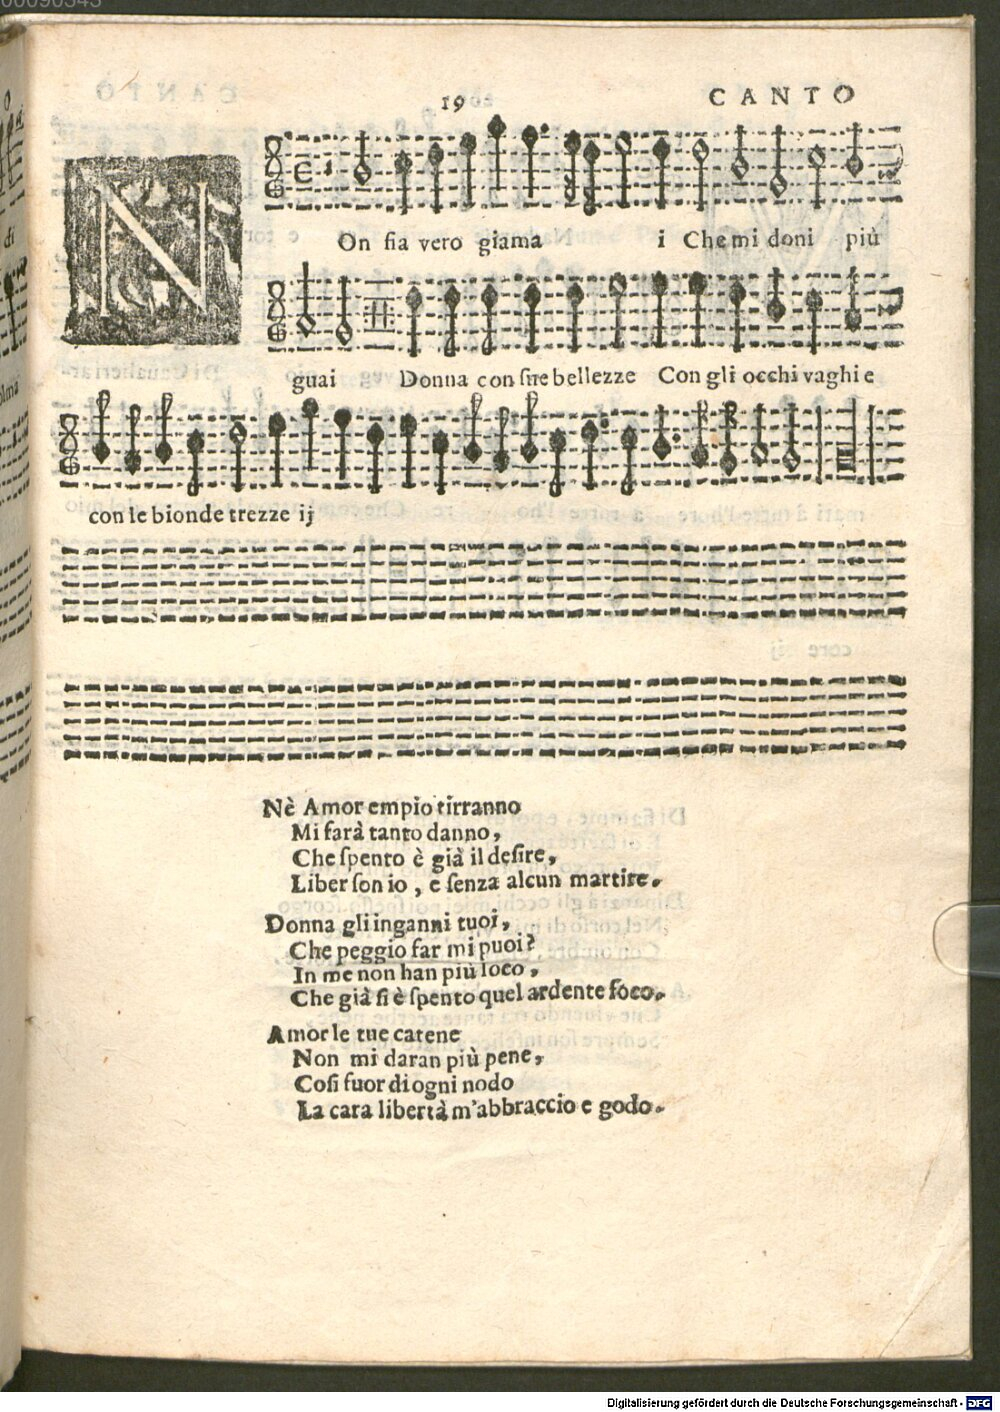 19
CANTO
NOn sia vero giama i Che mi doni più
guai Donna con sue bellezze Con gli occhi vaghi e
con le bionde trezze ij
Nè Amor empio tirranno
Mi farà tanto danno,
Che spento è già il desire,
Liber son io, e senza alcun martire.
Donna gli inganni tuoi,
Che peggio far mi puoi?
In me non han più loco,
Che già si è spento quel ardente foco.
Amor le tue catene
Non mi daran più pene,
Cosi fuor di ogni nodo
La cara libertà m'abbraccio e godo.
Digitalisierung gefördert durch die Deutsche Forschungsgemeinschaft - DFG